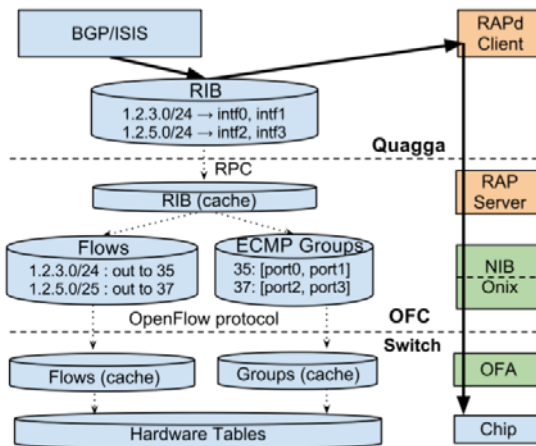 BGP/ISIS
RAPd
Client
RIB
1.2.3.0/24 → intf0, intf1
1.2.5.0/24 → intf2, intf3
Quagga
RPC
RIB (cache)
RAP
Server
Flows
1.2.3.0/24 : out to 35
1.2.5.0/25 : out to 37
ECMP Groups
35: [port0, port1]
37: [port2, port3]
NIB
Onix
OpenFlow protocol
OFC
Switch
Flows (cache)
Groups (cache)
OFA
Hardware Tables
Chip